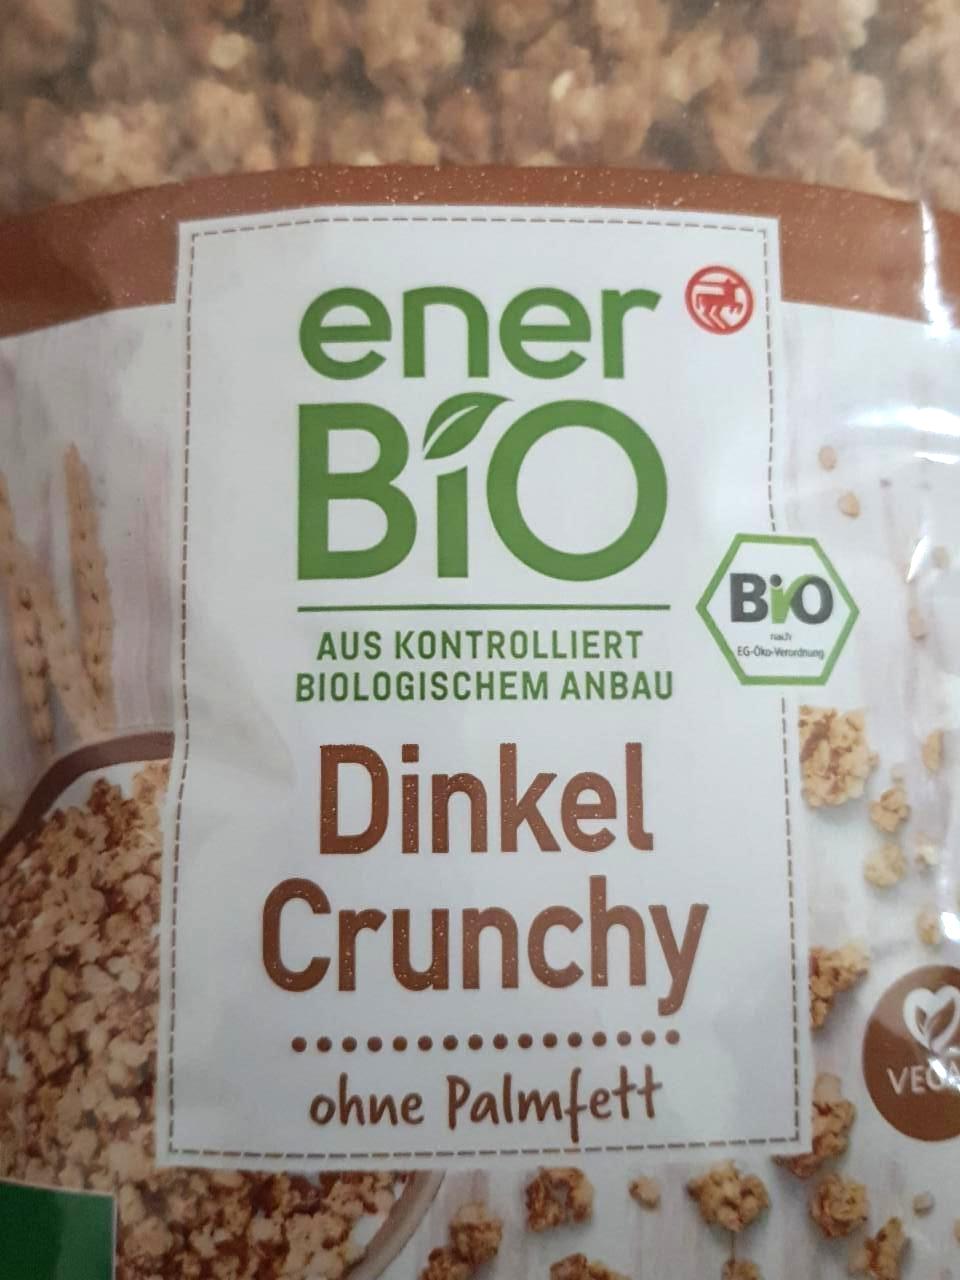 ener
BiO
AUS KONTROLLIERT
BIOLOGISCHEM ANBAU
BiO
nach
EG-Öko-Verordnung
Dinkel
Crunchy
ohne Palmfett